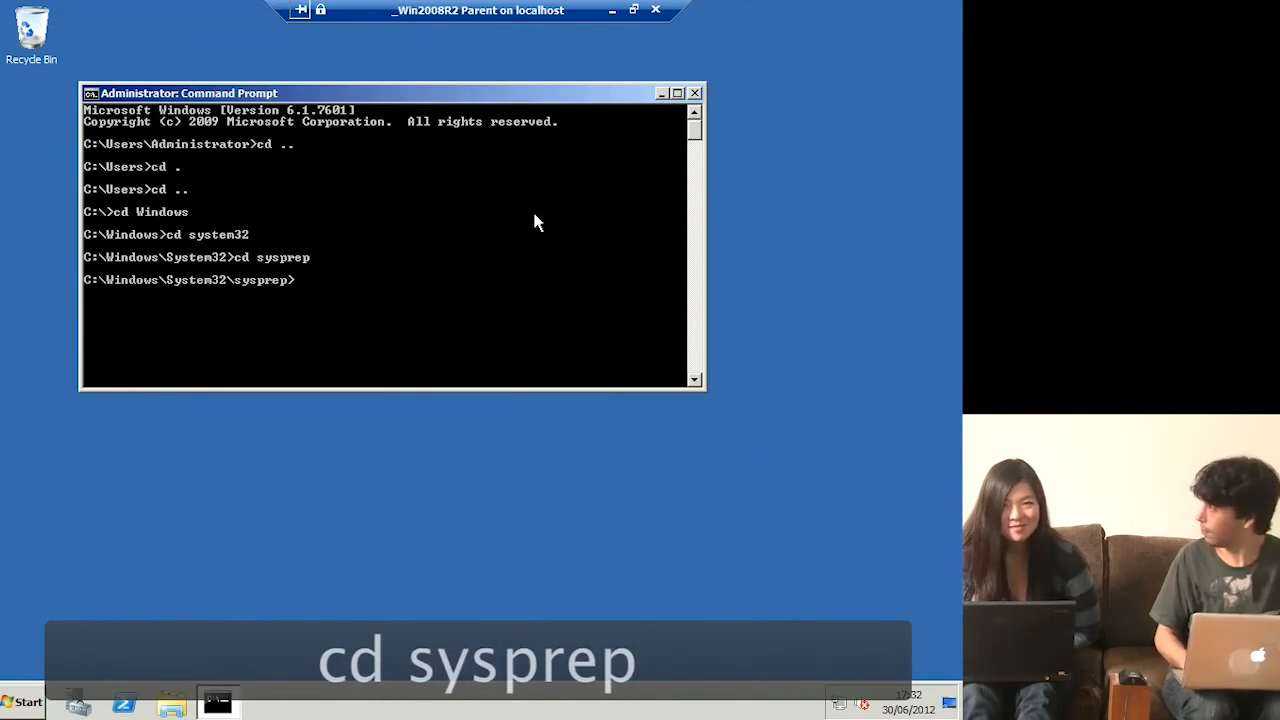 _Win2008R2 Parent on localhost
Recycle Bin
Administrator: Command Prompt
Microsoft Windows [Version 6.1.7601]
Copyright (c) 2009 Microsoft Corporation.  All rights reserved.
C:\Users\Administrator>cd ..
C:\Users>cd .
C:\Users>cd ..
C:\>cd Windows
C:\Windows>cd system32
C:\Windows\System32>cd sysprep
C:\Windows\System32\sysprep>
cd sysprep
Start
17:32
30/06/2012